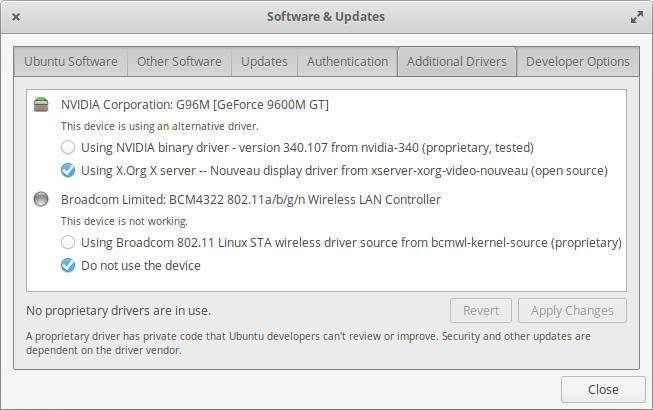 Software & Updates
Ubuntu Software Other Software Updates Authentication Additional Drivers Developer Options
NVIDIA Corporation: G96M [GeForce 9600M GT]
This device is using an alternative driver.
Using NVIDIA binary driver - version 340.107 from nvidia-340 (proprietary, tested)
Using X.Org X server -- Nouveau display driver from xserver-xorg-video-nouveau (open source)
Broadcom Limited: BCM4322 802.11a/b/g/n Wireless LAN Controller
This device is not working.
Using Broadcom 802.11 Linux STA wireless driver source from bcmwl-kernel-source (proprietary)
Do not use the device
No proprietary drivers are in use. Revert Apply Changes
A proprietary driver has private code that Ubuntu developers can't review or improve. Security and other updates are
dependent on the driver vendor.
Close